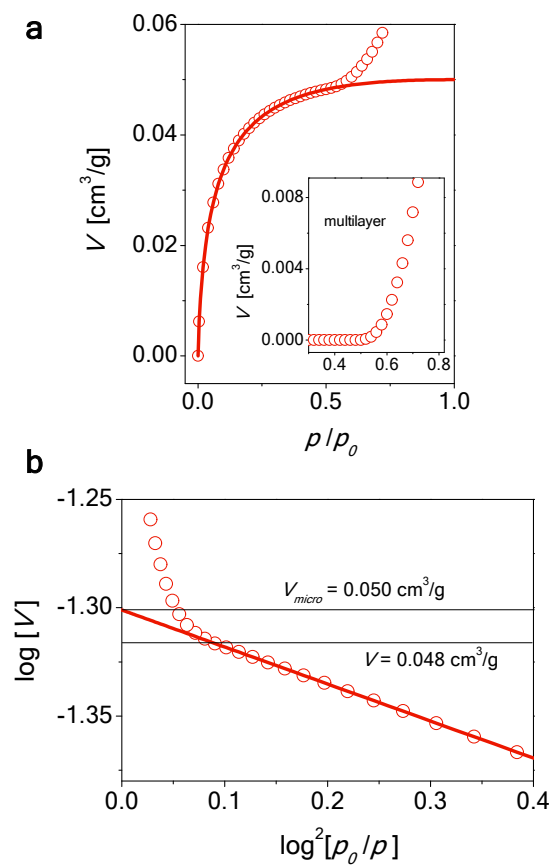 a
0.06
0.04
0.02
0.00
V [cm³/g]
0.008
0.004
0.000
V [cm³/g]
multilayer
0.4 0.6 0.8
0.0 0.5 1.0
p/p₀
b
-1.25
-1.30
-1.35
log [V]
V_micro = 0.050 cm³/g
V = 0.048 cm³/g
0.0 0.1 0.2 0.3 0.4
log²[p₀/p]